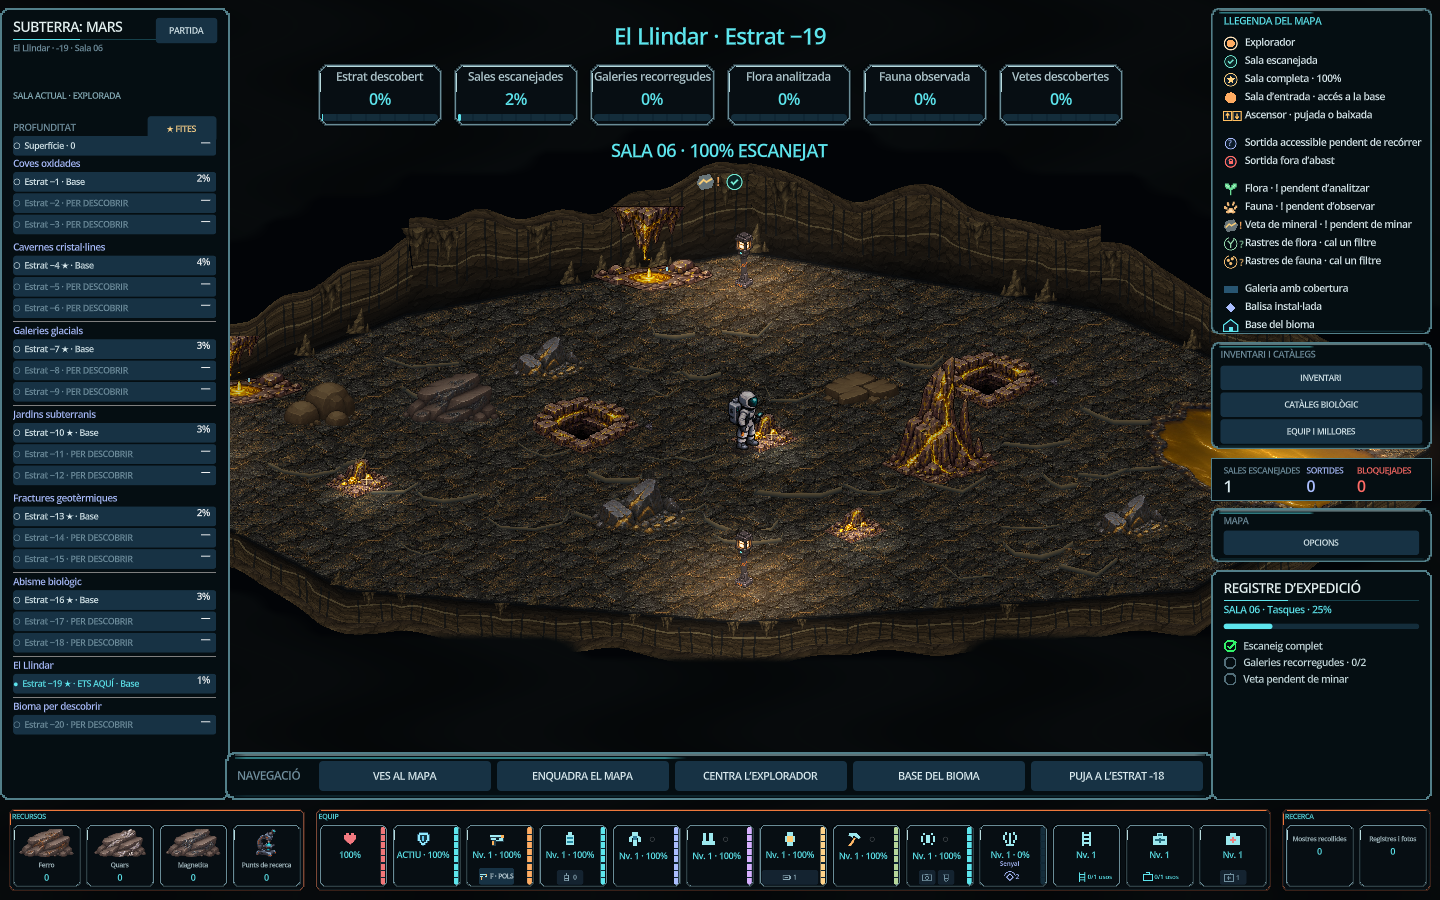 SUBTERRA: MARS
PARTIDA
El Llindar · -19 · Sala 06
SALA ACTUAL · EXPLORADA
PROFUNDITAT
★ FITES
Superfície · 0 —
Coves oxidades
Estrat −1 · Base 2%
Estrat −2 · PER DESCOBRIR —
Estrat −3 · PER DESCOBRIR —
Cavernes cristal·lines
Estrat −4 ★ · Base 4%
Estrat −5 · PER DESCOBRIR —
Estrat −6 · PER DESCOBRIR —
Galeries glacials
Estrat −7 ★ · Base 3%
Estrat −8 · PER DESCOBRIR —
Estrat −9 · PER DESCOBRIR —
Jardins subterranis
Estrat −10 ★ · Base 3%
Estrat −11 · PER DESCOBRIR —
Estrat −12 · PER DESCOBRIR —
Fractures geotèrmiques
Estrat −13 ★ · Base 2%
Estrat −14 · PER DESCOBRIR —
Estrat −15 · PER DESCOBRIR —
Abisme biològic
Estrat −16 ★ · Base 3%
Estrat −17 · PER DESCOBRIR —
Estrat −18 · PER DESCOBRIR —
El Llindar
Estrat −19 ★ · ETS AQUÍ · Base 1%
Bioma per descobrir
Estrat −20 · PER DESCOBRIR —
El Llindar · Estrat −19
Estrat descobert
0%
Sales escanejades
2%
Galeries recorregudes
0%
Flora analitzada
0%
Fauna observada
0%
Vetes descobertes
0%
SALA 06 · 100% ESCANEJAT
!
LLEGENDA DEL MAPA
Explorador
Sala escanejada
Sala completa · 100%
Sala d’entrada · accés a la base
Ascensor · pujada o baixada
? Sortida accessible pendent de recórrer
Sortida fora d’abast
Flora · ! pendent d’analitzar
Fauna · ! pendent d’observar
! Veta de mineral · ! pendent de minar
? Rastres de flora · cal un filtre
? Rastres de fauna · cal un filtre
Galeria amb cobertura
Balisa instal·lada
Base del bioma
INVENTARI I CATÀLEGS
INVENTARI
CATÀLEG BIOLÒGIC
EQUIP I MILLORES
SALES ESCANEJADES SORTIDES BLOQUEJADES
1 0 0
MAPA
OPCIONS
REGISTRE D’EXPEDICIÓ
SALA 06 · Tasques · 25%
Escaneig complet
Galeries recorregudes · 0/2
Veta pendent de minar
NAVEGACIÓ
VES AL MAPA
ENQUADRA EL MAPA
CENTRA L’EXPLORADOR
BASE DEL BIOMA
PUJA A L’ESTRAT -18
RECURSOS
Ferro
0
Quars
0
Magnetita
0
Punts de recerca
0
EQUIP
100%
ACTIU · 100%
Nv. 1 · 100%
F · POLS
Nv. 1 · 100%
0
Nv. 1 · 100%
Nv. 1 · 100%
Nv. 1 · 100%
1
Nv. 1 · 100%
Nv. 1 · 100%
Nv. 1 · 0%
Senyal
2
Nv. 1
0/1 usos
Nv. 1
0/1 usos
Nv. 1
1
RECERCA
Mostres recollides
0
Registres i fotos
0